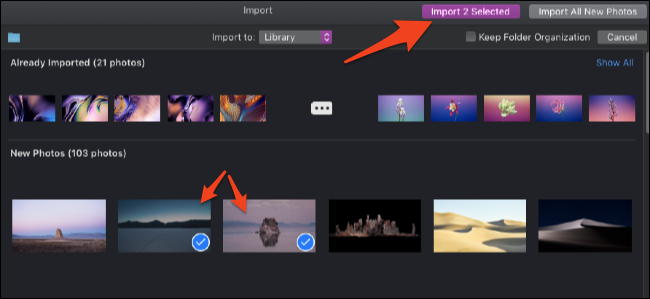 Import
Import 2 Selected
Import All New Photos
Import to:
Library
Keep Folder Organization
Cancel
Already Imported (21 photos)
Show All
New Photos (103 photos)